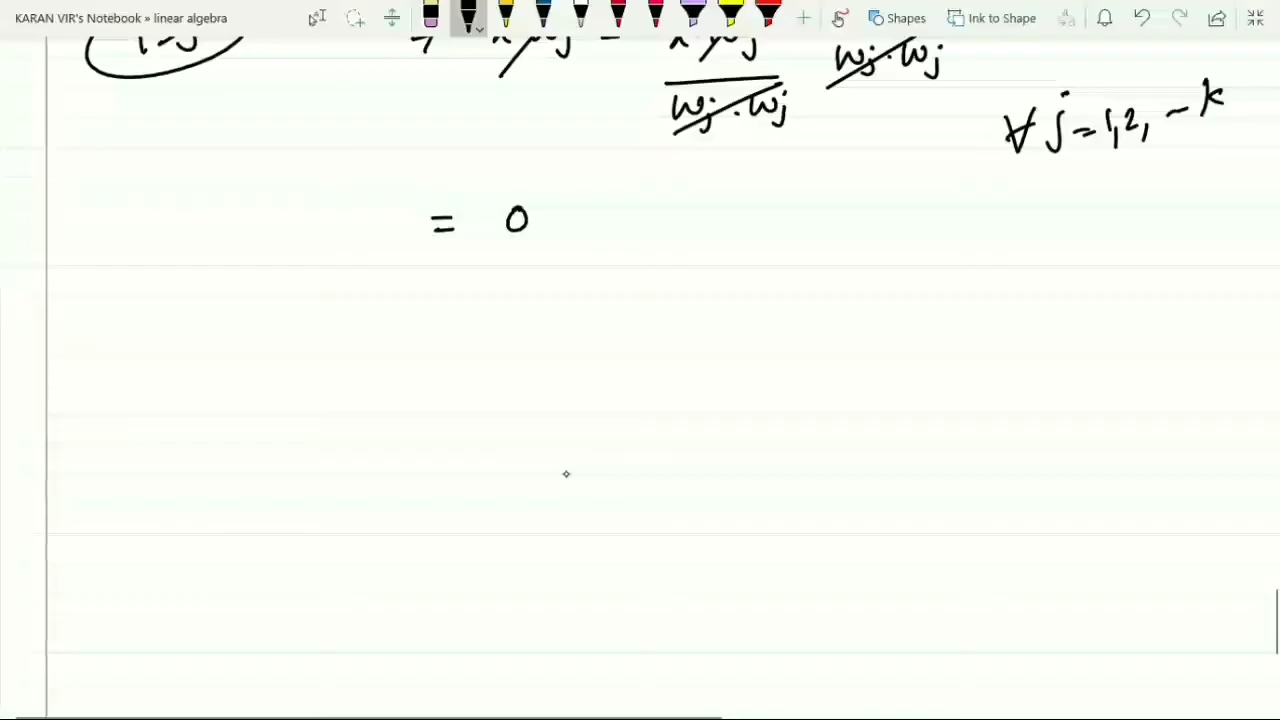 KARAN VIR's Notebook » linear algebra
Shapes
Ink to Shape
wj.wj
wj.wj
∀ j=1,2, - k
= 0